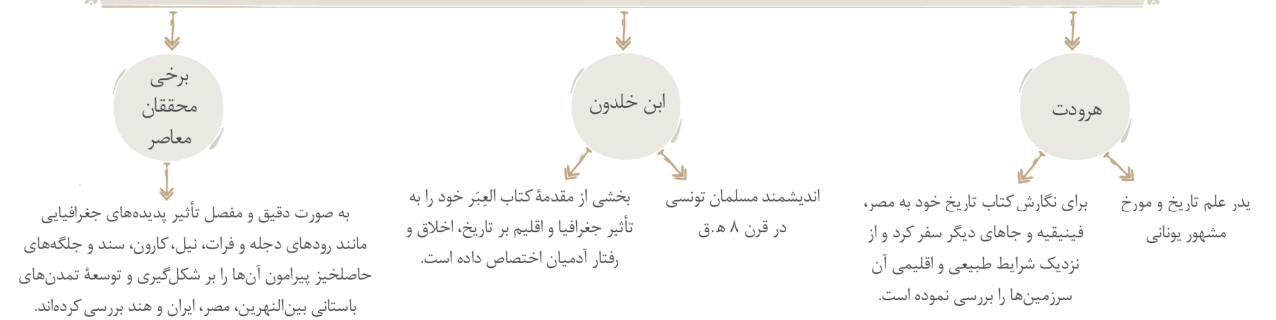 هرودت
پدر علم تاریخ و مورخ
مشهور یونانی
برای نگارش کتاب تاریخ خود به مصر،
فینیقیه و جاهای دیگر سفر کرد و از
نزدیک شرایط طبیعی و اقلیمی آن
سرزمین‌ها را بررسی نموده است.
ابن خلدون
اندیشمند مسلمان تونسی
در قرن ۸ ه.ق
بخشی از مقدمهٔ کتاب العِبَر خود را به
تأثیر جغرافیا و اقلیم بر تاریخ، اخلاق و
رفتار آدمیان اختصاص داده است.
برخی
محققان
معاصر
به صورت دقیق و مفصل تأثیر پدیده‌های جغرافیایی
مانند رودهای دجله و فرات، نیل، کارون، سند و جلگه‌های
حاصلخیز پیرامون آن‌ها را بر شکل‌گیری و توسعهٔ تمدن‌های
باستانی بین‌النهرین، مصر، ایران و هند بررسی کرده‌اند.